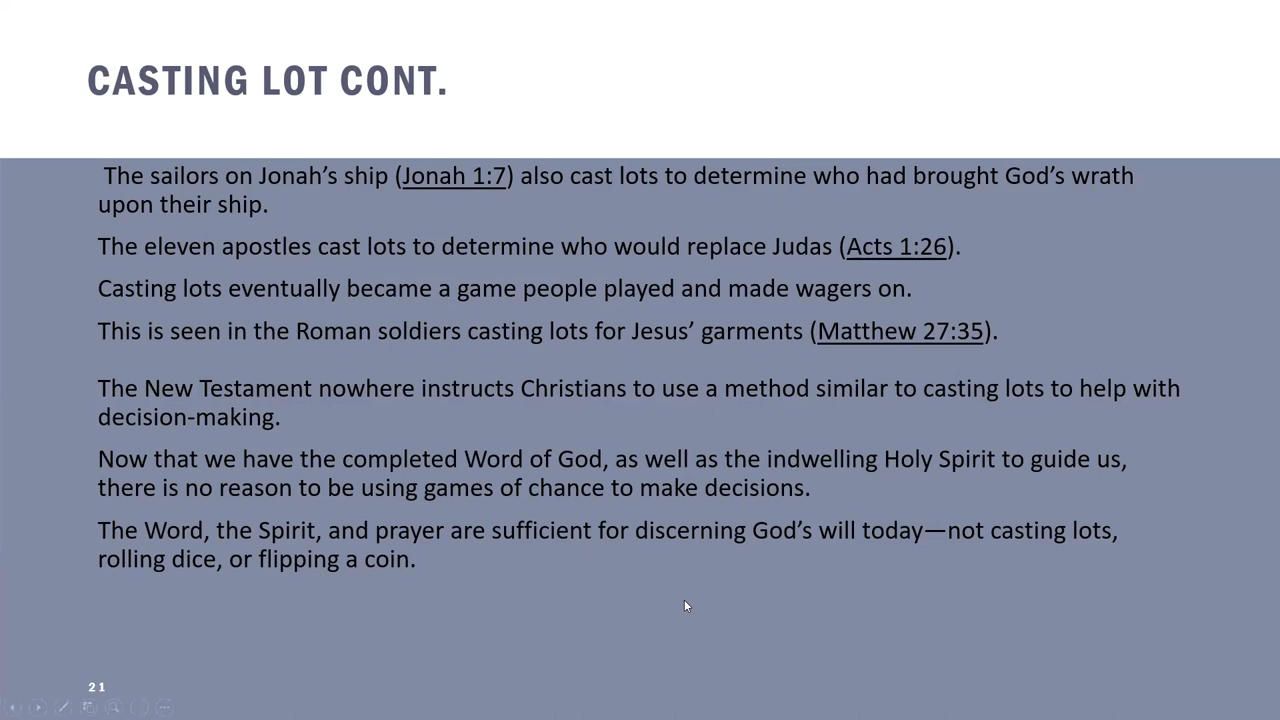 CASTING LOT CONT.
The sailors on Jonah’s ship (Jonah 1:7) also cast lots to determine who had brought God’s wrath
upon their ship.
The eleven apostles cast lots to determine who would replace Judas (Acts 1:26).
Casting lots eventually became a game people played and made wagers on.
This is seen in the Roman soldiers casting lots for Jesus’ garments (Matthew 27:35).
The New Testament nowhere instructs Christians to use a method similar to casting lots to help with
decision-making.
Now that we have the completed Word of God, as well as the indwelling Holy Spirit to guide us,
there is no reason to be using games of chance to make decisions.
The Word, the Spirit, and prayer are sufficient for discerning God’s will today—not casting lots,
rolling dice, or flipping a coin.
21